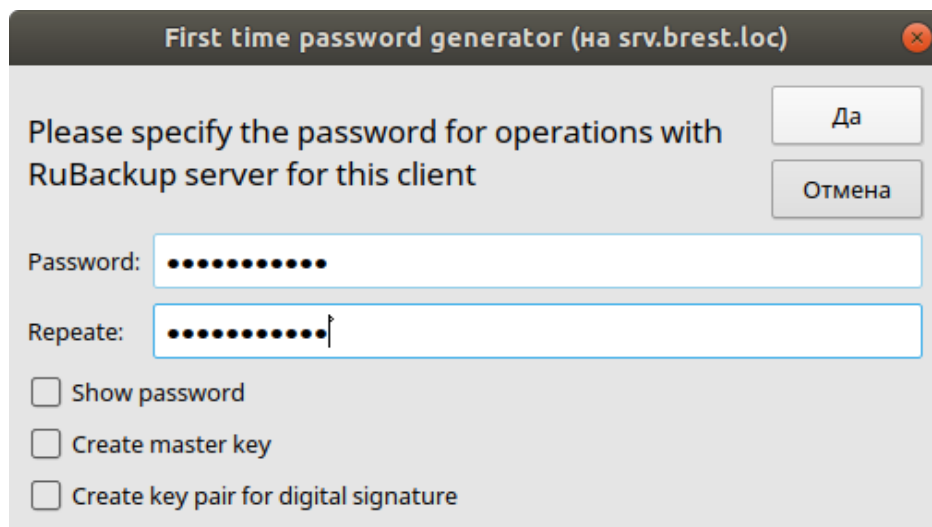 First time password generator (на srv.brest.loc)
Please specify the password for operations with
RuBackup server for this client
Да
Отмена
Password: ●●●●●●●●●●●
Repeate: ●●●●●●●●●●●
Show password
Create master key
Create key pair for digital signature